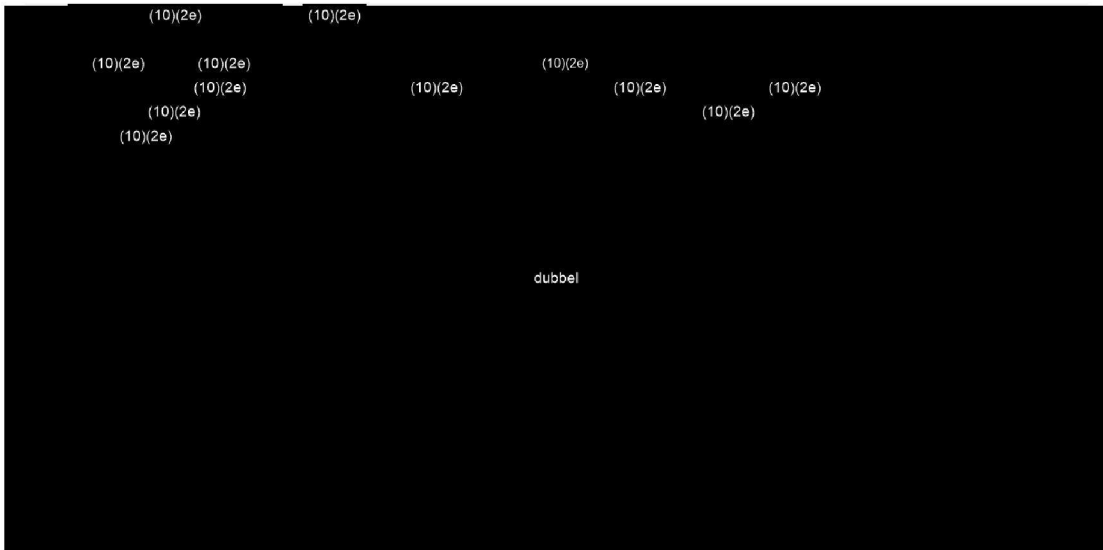 (10)(2e) (10)(2e)
(10)(2e) (10)(2e) (10)(2e)
(10)(2e) (10)(2e) (10)(2e) (10)(2e)
(10)(2e) (10)(2e)
(10)(2e)
dubbel